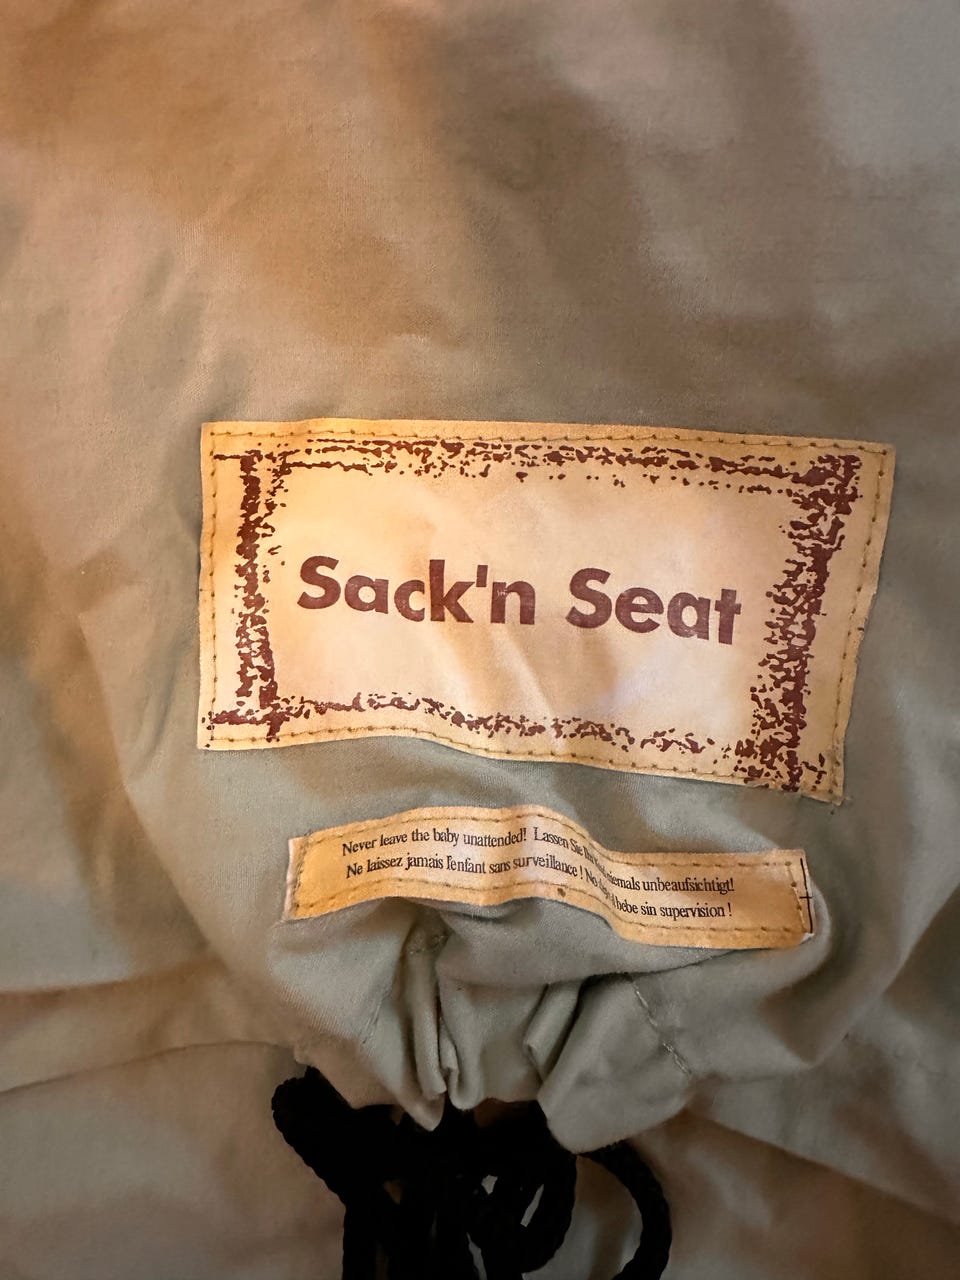 Sack'n Seat
Never leave the baby unattended! Lassen Sie niemals unbeaufsichtigt!
Ne laissez jamais l'enfant sans surveillance ! No bebe sin supervision !